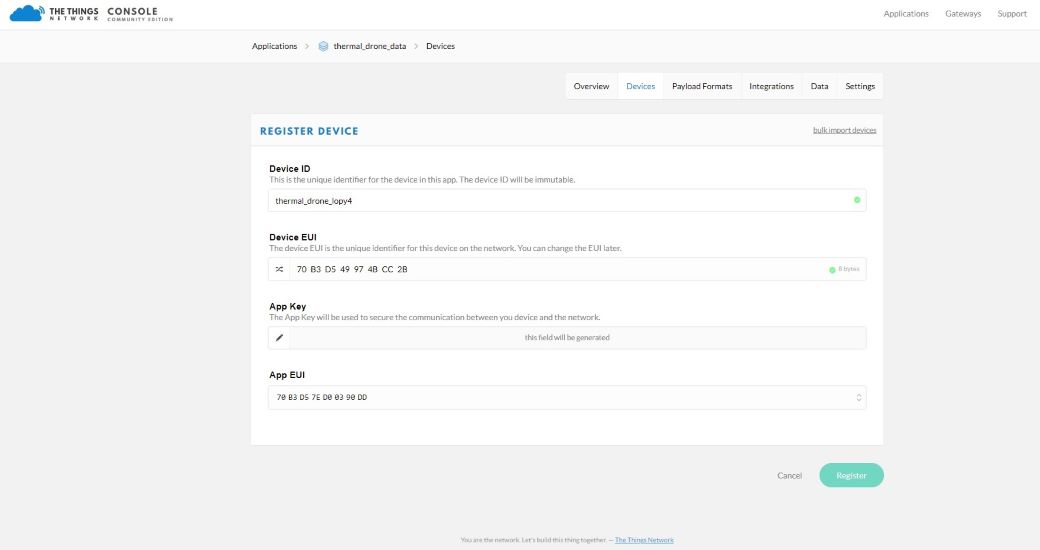 THE THINGS NETWORK CONSOLE COMMUNITY EDITION
Applications Gateways Support
Applications > thermal_drone_data > Devices
Overview Devices Payload Formats Integrations Data Settings
REGISTER DEVICE bulk import devices
Device ID
This is the unique identifier for the device in this app. The device ID will be immutable.
thermal_drone_lopy4
Device EUI
The device EUI is the unique identifier for this device on the network. You can change the EUI later.
70 B3 D5 49 97 4B CC 2B 8 bytes
App Key
The App Key will be used to secure the communication between you device and the network.
this field will be generated
App EUI
70 B3 D5 7E D0 03 90 DD
Cancel Register
You are the network. Let's build this thing together. — The Things Network